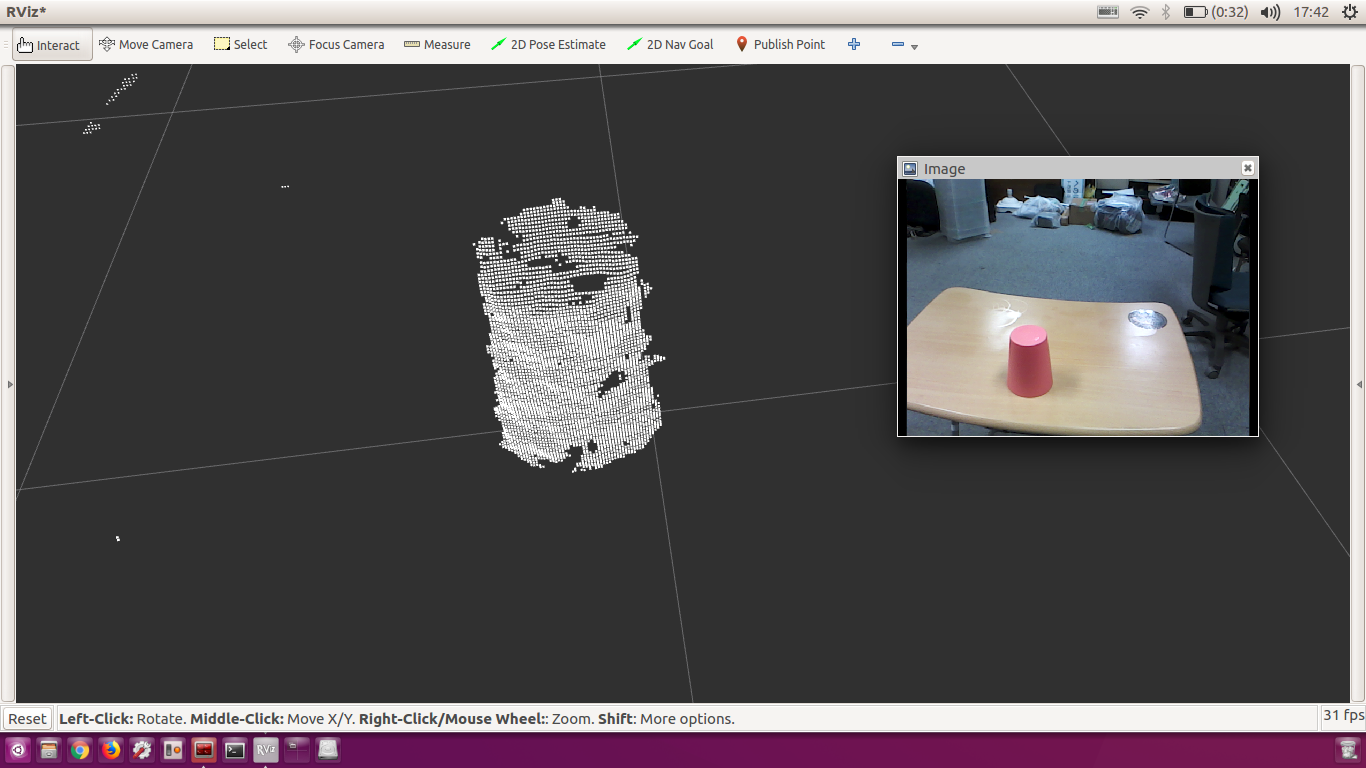 RViz*
(0:32) 17:42
Interact Move Camera Select Focus Camera Measure 2D Pose Estimate 2D Nav Goal Publish Point
Image
Reset Left-Click: Rotate. Middle-Click: Move X/Y. Right-Click/Mouse Wheel:: Zoom. Shift: More options. 31 fps
RViz